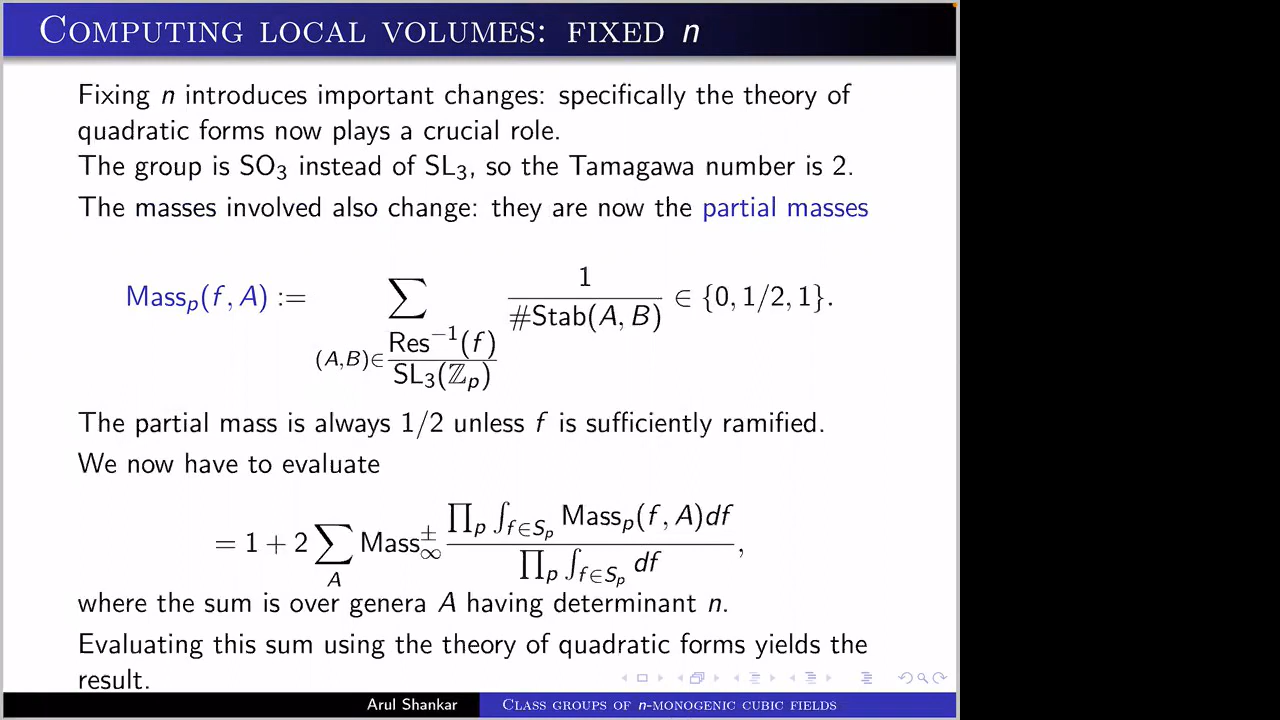 Computing local volumes: fixed n
Fixing n introduces important changes: specifically the theory of
quadratic forms now plays a crucial role.
The group is SO₃ instead of SL₃, so the Tamagawa number is 2.
The masses involved also change: they are now the partial masses
Massₚ(f, A) := ∑_{(A,B)∈ Res⁻¹(f)/SL₃(ℤₚ)} 1/#Stab(A, B) ∈ {0, 1/2, 1}.
The partial mass is always 1/2 unless f is sufficiently ramified.
We now have to evaluate
= 1 + 2 ∑_A Mass_∞^± ∏ₚ ∫_{f∈Sₚ} Massₚ(f, A)df / ∏ₚ ∫_{f∈Sₚ} df,
where the sum is over genera A having determinant n.
Evaluating this sum using the theory of quadratic forms yields the
result.
Arul Shankar
Class groups of n-monogenic cubic fields